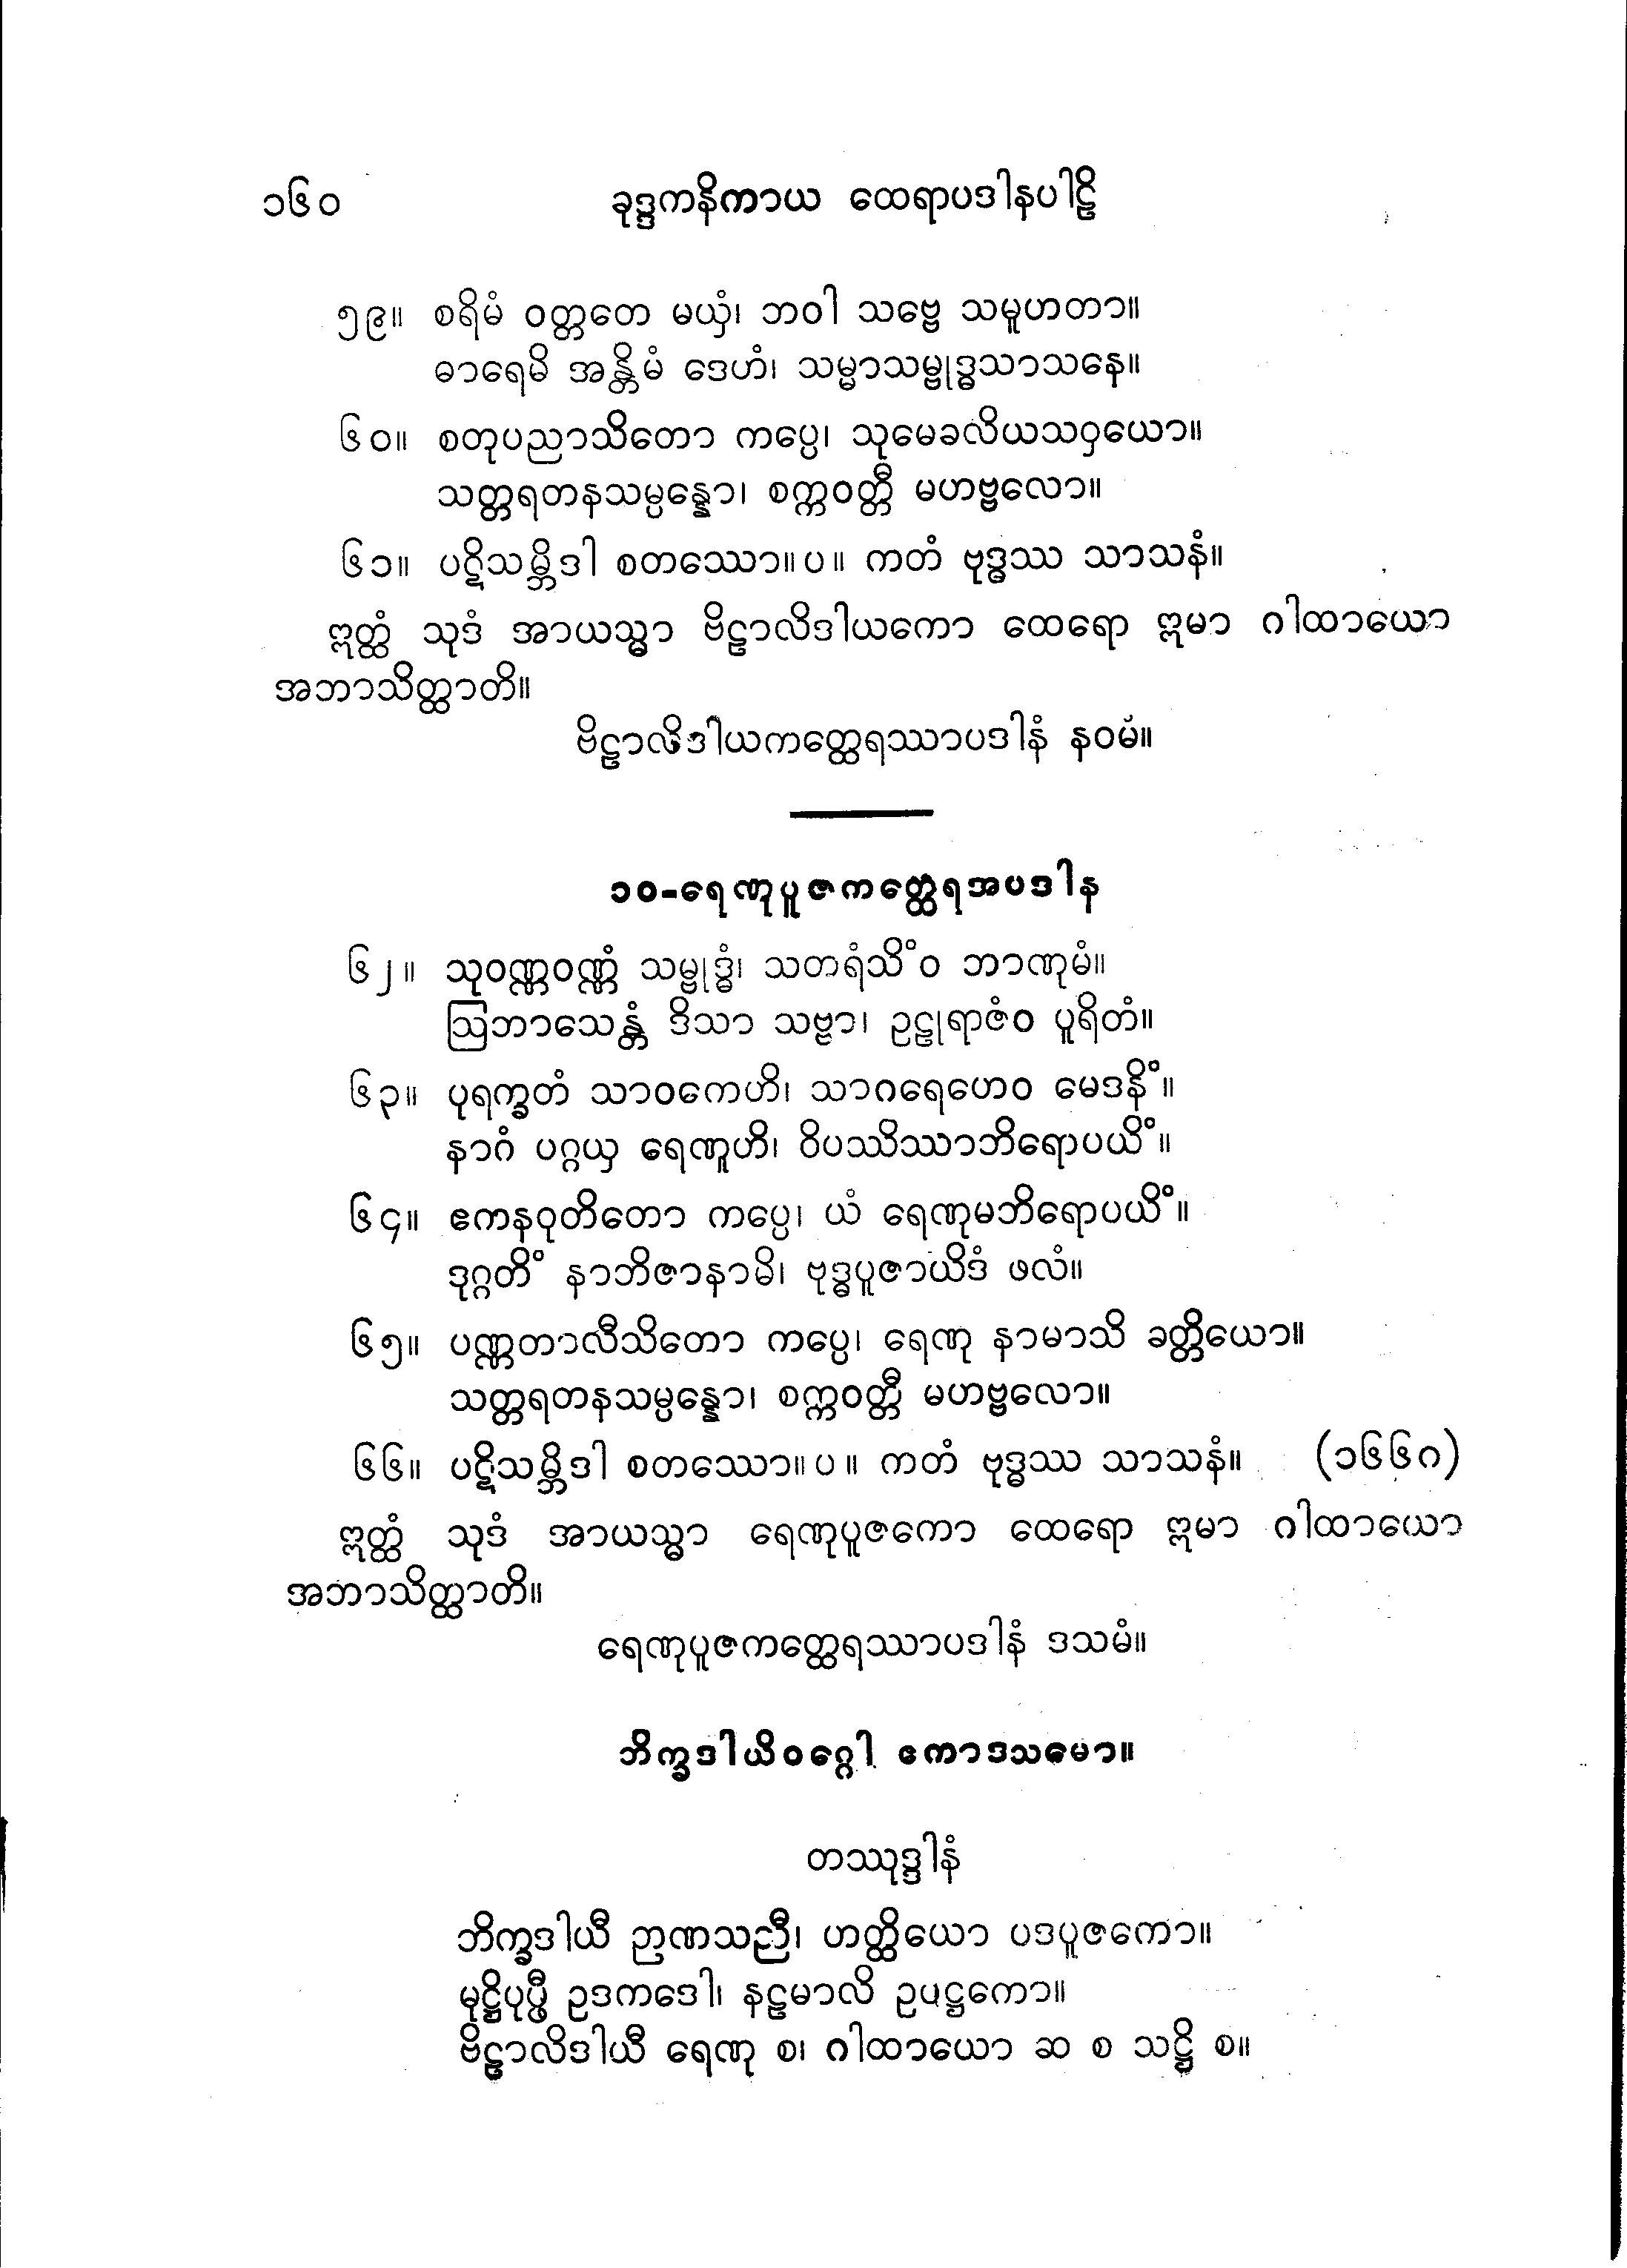 ၁၆၀ ခုဒ္ဒကနိကာယ ထေရာပဒါနပါဠိ
၅၉။ စရိမံ ဝတ္တတေ မယှံ၊ ဘဝါ သဗ္ဗေ သမူဟတာ။
ဓာရေမိ အန္တိမံ ဒေဟံ၊ သမ္မာသမ္ဗုဒ္ဓသာသနေ။
၆၀။ စတုပညာသိတော ကပ္ပေ၊ သုမေခလိယသဝှယော။
သတ္တရတနသမ္ပန္နော၊ စက္ကဝတ္တီ မဟဗ္ဗလော။
၆၁။ ပဋိသမ္ဘိဒါ စတဿော။ပ။ ကတံ ဗုဒ္ဓဿ သာသနံ။
ဣတ္ထံ သုဒံ အာယသ္မာ ဗိဠာလိဒါယကော ထေရော ဣမာ ဂါထာယော
အဘာသိတ္ထာတိ။
ဗိဠာလိဒါယကတ္ထေရဿာပဒါနံ နဝမံ။
၁၀-ရေဏုပူဇကတ္ထေရအပဒါန
၆၂။ သုဝဏ္ဏဝဏ္ဏံ သမ္ဗုဒ္ဓံ၊ သတရံသိံဝ ဘာဏုမံ။
ဩဘာသေန္တံ ဒိသာ သဗ္ဗာ၊ ဥဠုရာဇံဝ ပူရိတံ။
၆၃။ ပုရက္ခတံ သာဝကေဟိ၊ သာဂရေဟေဝ မေဒနိံ။
နာဂံ ပဂ္ဂယှ ရေဏူဟိ၊ ဝိပဿိဿာဘိရောပယိံ။
၆၄။ ဧကနဝုတိတော ကပ္ပေ၊ ယံ ရေဏုမဘိရောပယိံ။
ဒုဂ္ဂတိံ နာဘိဇာနာမိ၊ ဗုဒ္ဓပူဇာယိဒံ ဖလံ။
၆၅။ ပဏ္ဏတာလီသိတော ကပ္ပေ၊ ရေဏု နာမာသိ ခတ္တိယော။
သတ္တရတနသမ္ပန္နော၊ စက္ကဝတ္တီ မဟဗ္ဗလော။
၆၆။ ပဋိသမ္ဘိဒါ စတဿော။ပ။ ကတံ ဗုဒ္ဓဿ သာသနံ။ (၁၆၆၈)
ဣတ္ထံ သုဒံ အာယသ္မာ ရေဏုပူဇကော ထေရော ဣမာ ဂါထာယော
အဘာသိတ္ထာတိ။
ရေဏုပူဇကတ္ထေရဿာပဒါနံ ဒသမံ။
ဘိက္ခဒါယိဝဂ္ဂေါ ဧကာဒသမော။
တဿုဒ္ဒါနံ
ဘိက္ခဒါယီ ဉာဏသညီ၊ ဟတ္ထိယော ပဒပူဇကော။
မုဋ္ဌိပုပ္ဖီ ဥဒကဒေါ၊ နဠမာလိ ဥပဋ္ဌကော။
ဗိဠာလိဒါယီ ရေဏု စ၊ ဂါထာယော ဆ စ သဋ္ဌိ စ။